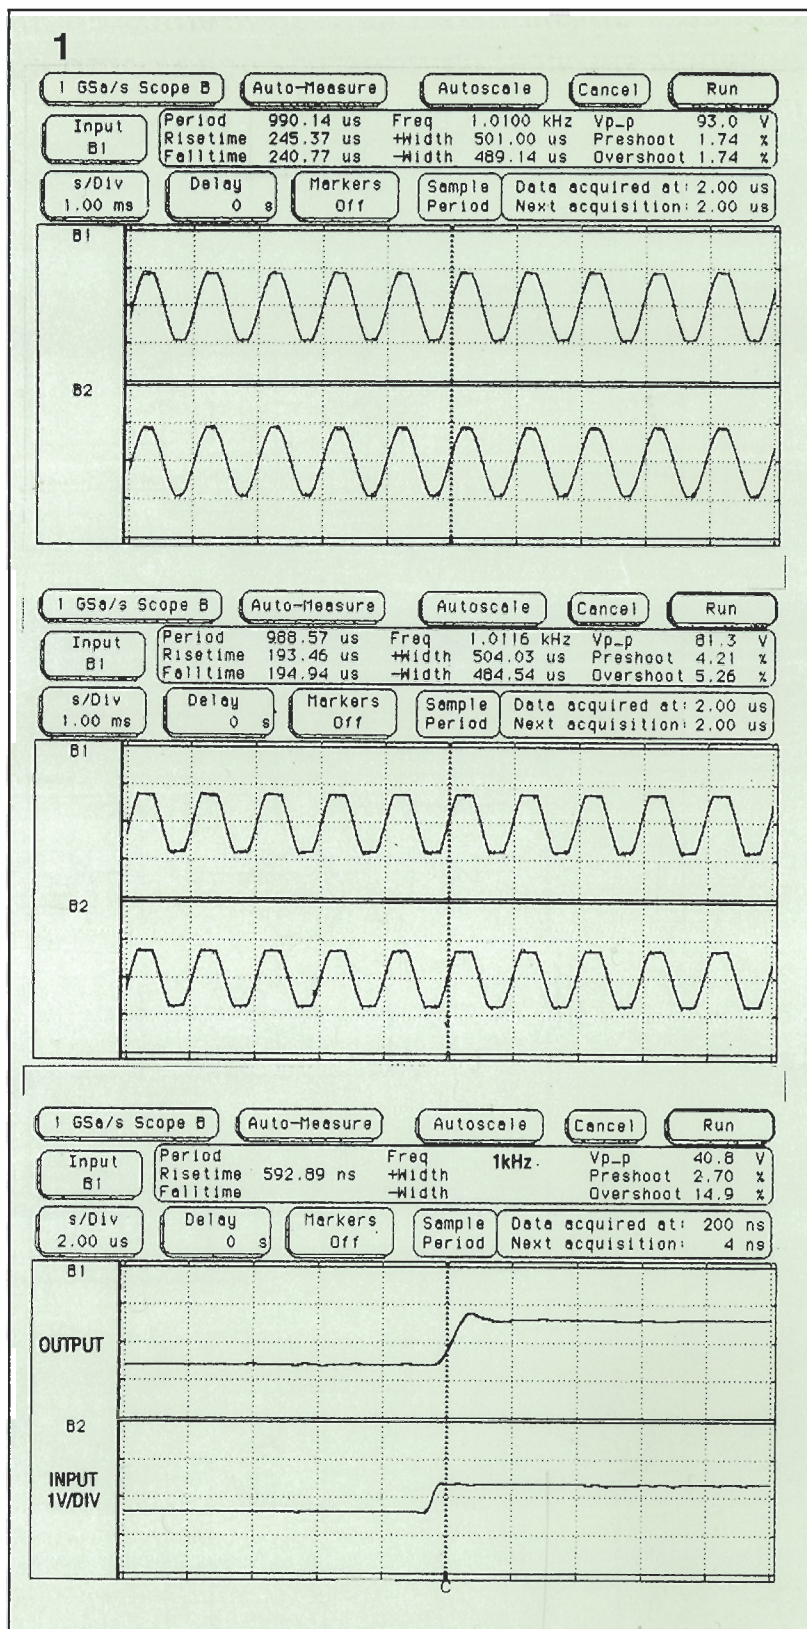 1
1 GSa/s Scope B Auto-Measure Autoscale Cancel Run
Input B1
Period 990.14 us Freq 1.0100 kHz Vp_p 93.0 V
Risetime 245.37 us +Width 501.00 us Preshoot 1.74 %
Falltime 240.77 us -Width 489.14 us Overshoot 1.74 %
s/Div Delay Markers Sample Data acquired at: 2.00 us
1.00 ms 0 s Off Period Next acquisition: 2.00 us
B1
B2
1 GSa/s Scope B Auto-Measure Autoscale Cancel Run
Input B1
Period 988.57 us Freq 1.0116 kHz Vp_p 81.3 V
Risetime 193.46 us +Width 504.03 us Preshoot 4.21 %
Falltime 194.94 us -Width 484.54 us Overshoot 5.26 %
s/Div Delay Markers Sample Data acquired at: 2.00 us
1.00 ms 0 s Off Period Next acquisition: 2.00 us
B1
B2
1 GSa/s Scope B Auto-Measure Autoscale Cancel Run
Input B1
Period Freq 1kHz Vp_p 40.8 V
Risetime 592.89 ns +Width Preshoot 2.70 %
Falltime -Width Overshoot 14.9 %
s/Div Delay Markers Sample Data acquired at: 200 ns
2.00 us 0 s Off Period Next acquisition: 4 ns
B1
OUTPUT
B2
INPUT
1V/DIV
C